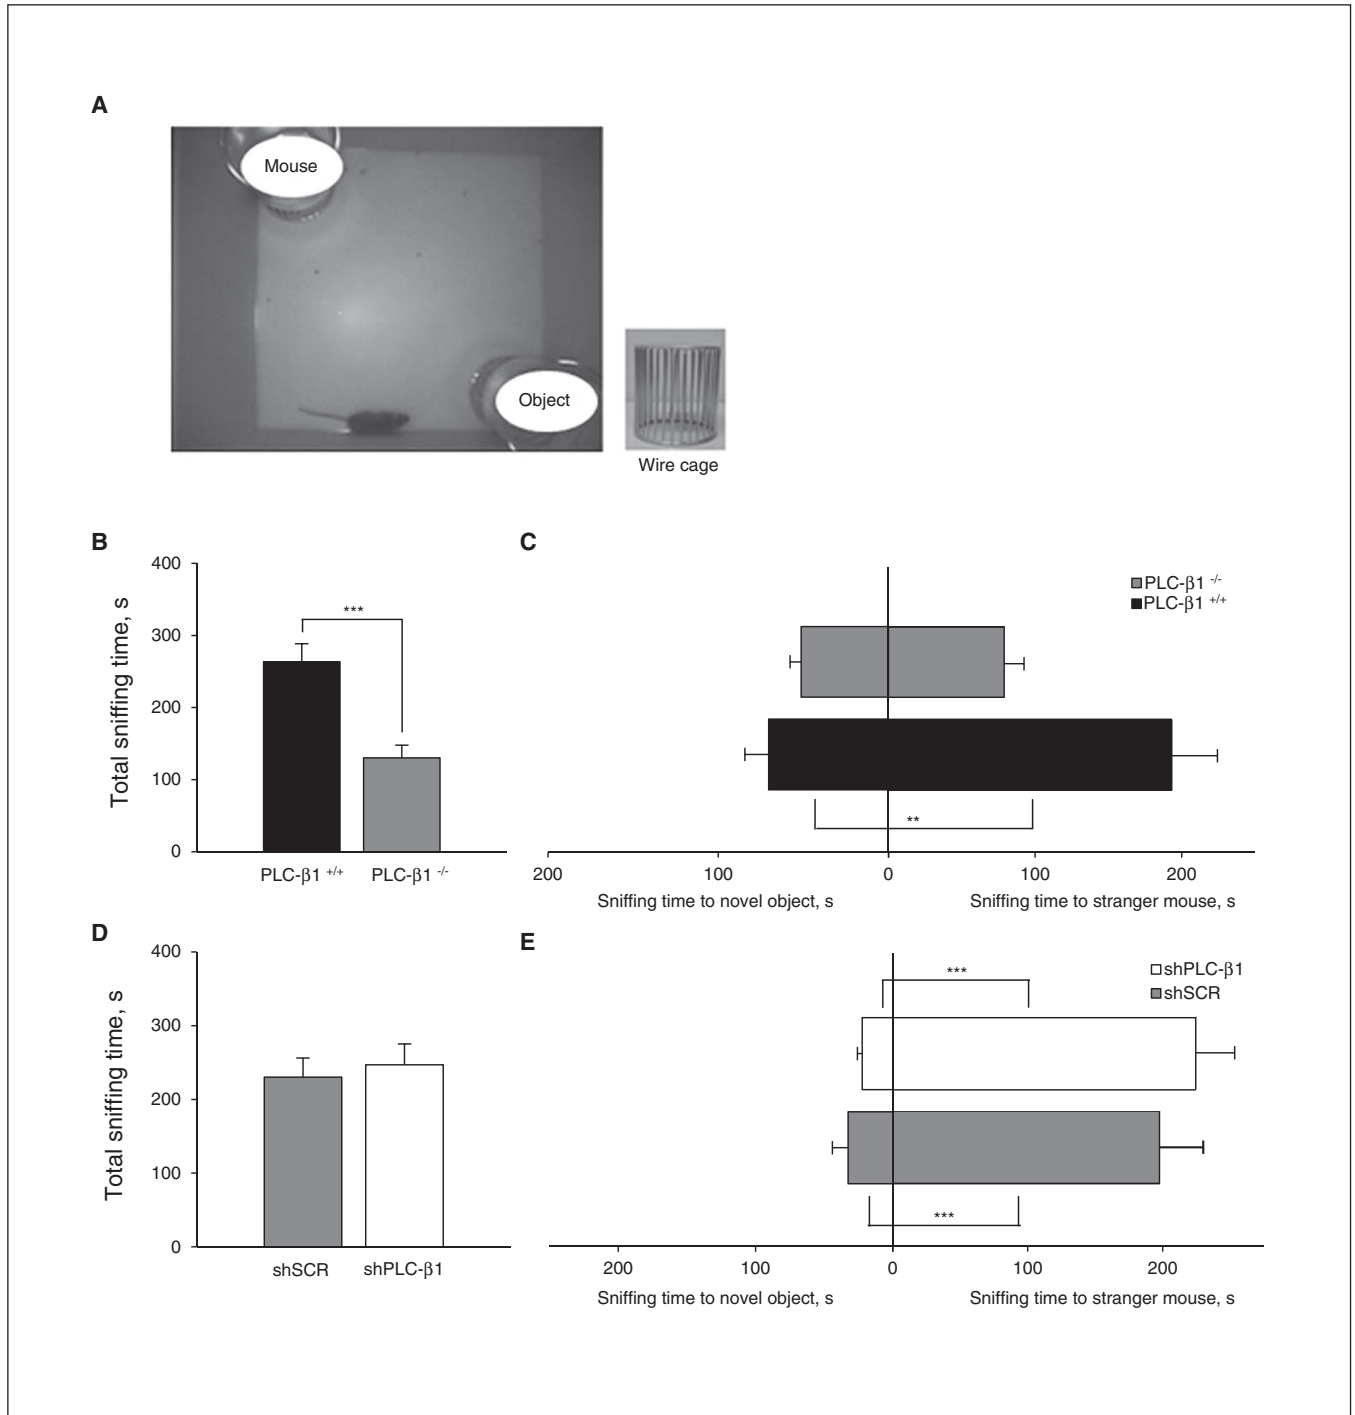 A
Mouse
Object
Wire cage
B
400
300
200
100
0
Total sniffing time, s
***
PLC-β1 +/+
PLC-β1 -/-
C
PLC-β1 -/-
PLC-β1 +/+
**
200
100
0
100
200
Sniffing time to novel object, s
Sniffing time to stranger mouse, s
D
400
300
200
100
0
Total sniffing time, s
shSCR
shPLC-β1
E
***
shPLC-β1
shSCR
***
200
100
0
100
200
Sniffing time to novel object, s
Sniffing time to stranger mouse, s